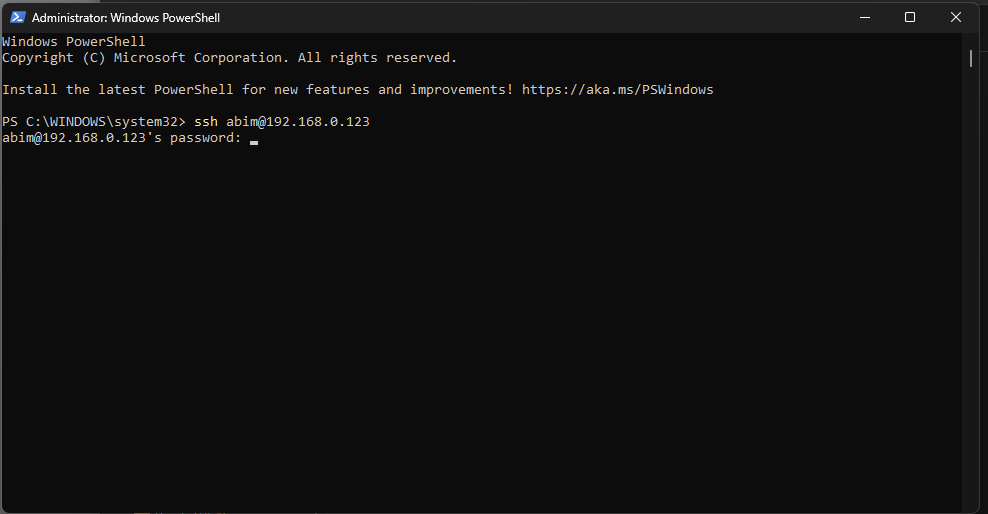 Administrator: Windows PowerShell
Windows PowerShell
Copyright (C) Microsoft Corporation. All rights reserved.
Install the latest PowerShell for new features and improvements! https://aka.ms/PSWindows
PS C:\WINDOWS\system32> ssh abim@192.168.0.123
abim@192.168.0.123's password: